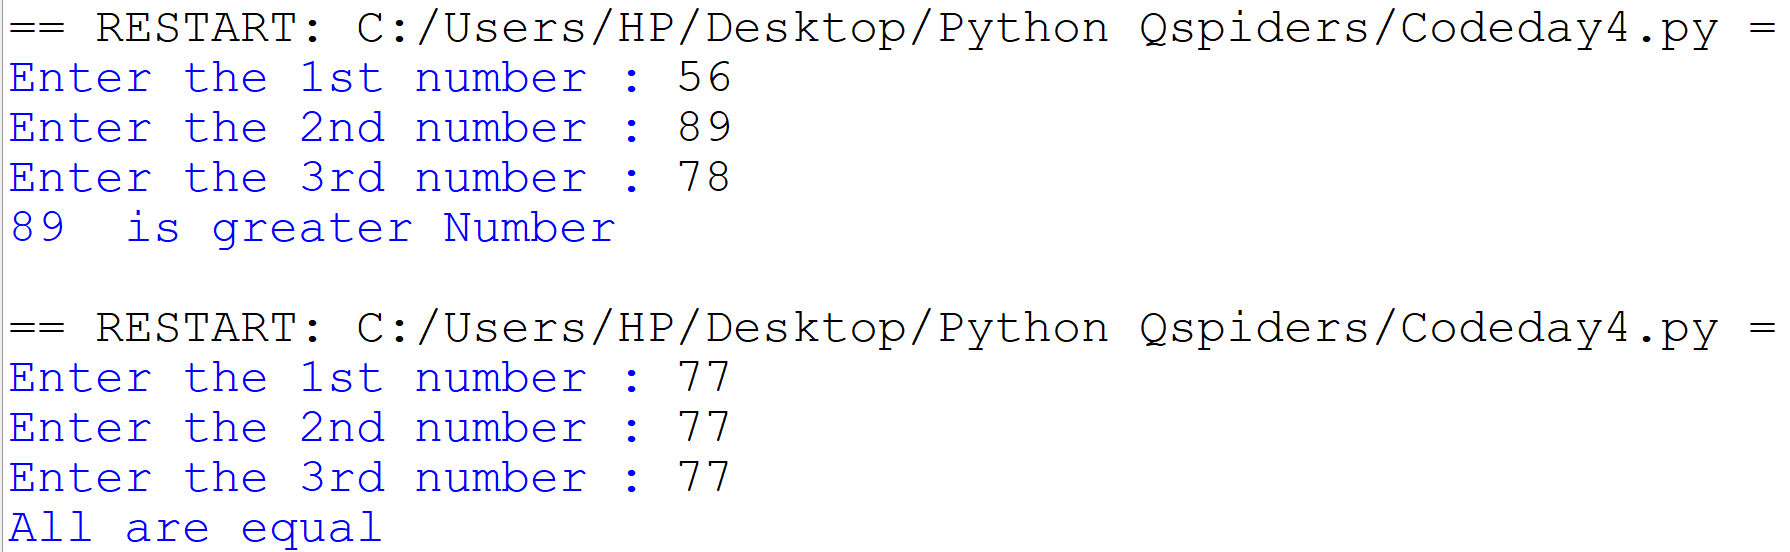 == RESTART: C:/Users/HP/Desktop/Python Qspiders/Codeday4.py =
Enter the 1st number : 56
Enter the 2nd number : 89
Enter the 3rd number : 78
89  is greater Number
== RESTART: C:/Users/HP/Desktop/Python Qspiders/Codeday4.py =
Enter the 1st number : 77
Enter the 2nd number : 77
Enter the 3rd number : 77
All are equal